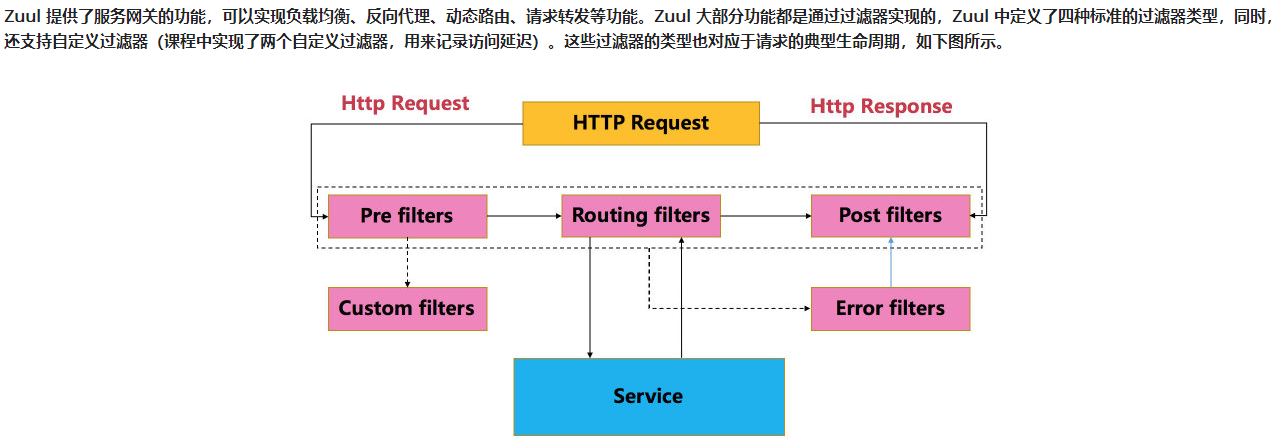 Zuul 提供了服务网关的功能，可以实现负载均衡、反向代理、动态路由、请求转发等功能。Zuul 大部分功能都是通过过滤器实现的，Zuul 中定义了四种标准的过滤器类型，同时，
还支持自定义过滤器（课程中实现了两个自定义过滤器，用来记录访问延迟）。这些过滤器的类型也对应于请求的典型生命周期，如下图所示。
Http Request
HTTP Request
Http Response
Pre filters
Routing filters
Post filters
Custom filters
Error filters
Service